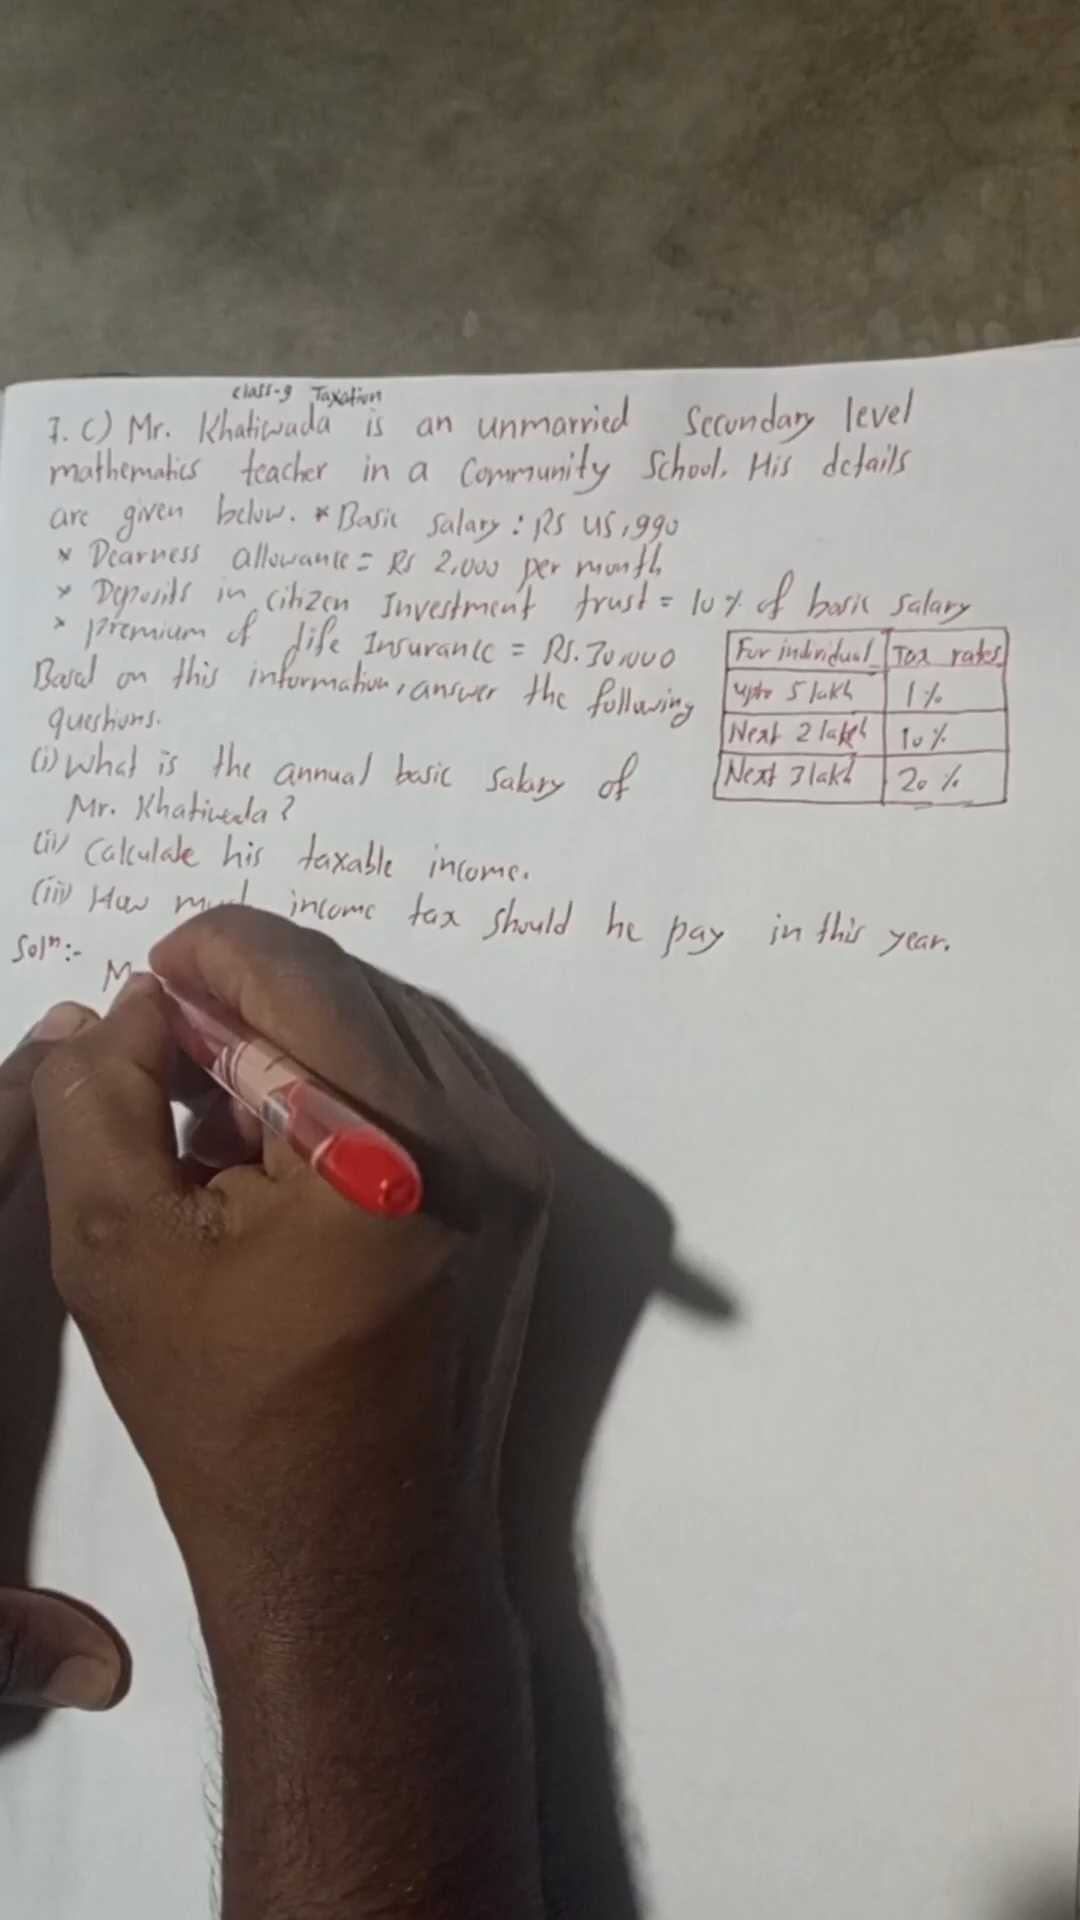 Class-9 Taxation
7. c) Mr. Khatiwada is an unmarried Secondary level
mathematics teacher in a Community School. His details
are given below. * Basic salary : Rs 45,990
* Dearness allowance = Rs 2,000 per month
* Deposits in Citizen Investment trust = 10% of basic salary
* Premium of life Insurance = Rs. 30,000
Based on this information, answer the following
questions.
For individual Tax rates
upto 5 lakh 1%
Next 2 lakh 10%
Next 3 lakh 20%
(i) What is the annual basic salary of
Mr. Khatiwada?
(ii) Calculate his taxable income.
(iii) How much income tax should he pay in this year.
Solⁿ:-
M